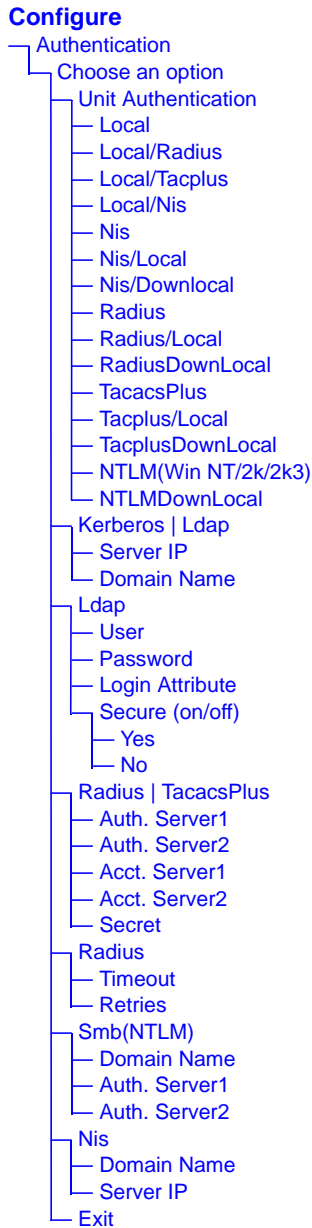 Configure
Authentication
Choose an option
Unit Authentication
Local
Local/Radius
Local/Tacplus
Local/Nis
Nis
Nis/Local
Nis/Downlocal
Radius
Radius/Local
RadiusDownLocal
TacacsPlus
Tacplus/Local
TacplusDownLocal
NTLM(Win NT/2k/2k3)
NTLMDownLocal
Kerberos | Ldap
Server IP
Domain Name
Ldap
User
Password
Login Attribute
Secure (on/off)
Yes
No
Radius | TacacsPlus
Auth. Server1
Auth. Server2
Acct. Server1
Acct. Server2
Secret
Radius
Timeout
Retries
Smb(NTLM)
Domain Name
Auth. Server1
Auth. Server2
Nis
Domain Name
Server IP
Exit